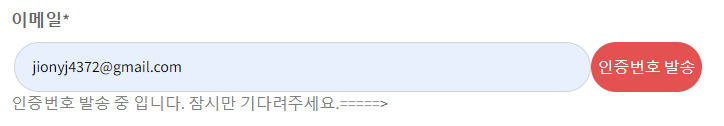 이메일*
jionyj4372@gmail.com
인증번호 발송
인증번호 발송 중 입니다. 잠시만 기다려주세요.=====>